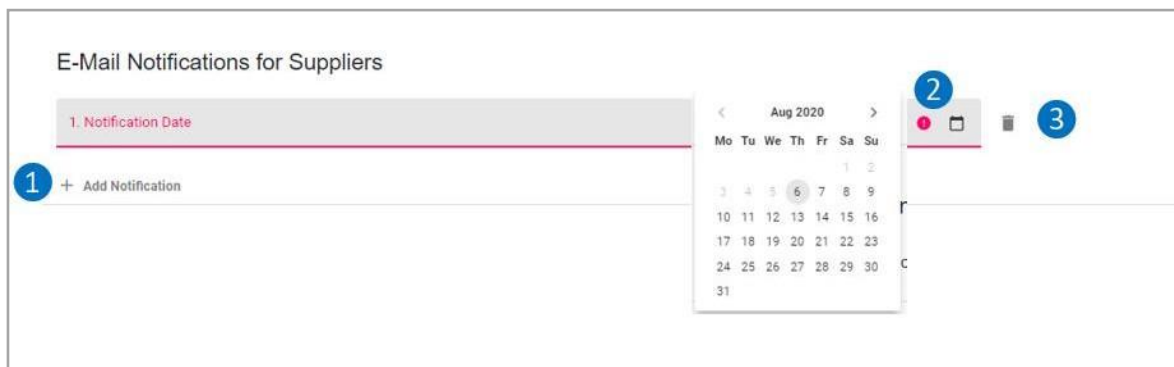 E-Mail Notifications for Suppliers
2
1. Notification Date
Aug 2020
3
Mo Tu We Th Fr Sa Su
1 2
1
+ Add Notification
3 4 5 6 7 8 9
10 11 12 13 14 15 16
17 18 19 20 21 22 23
24 25 26 27 28 29 30
31